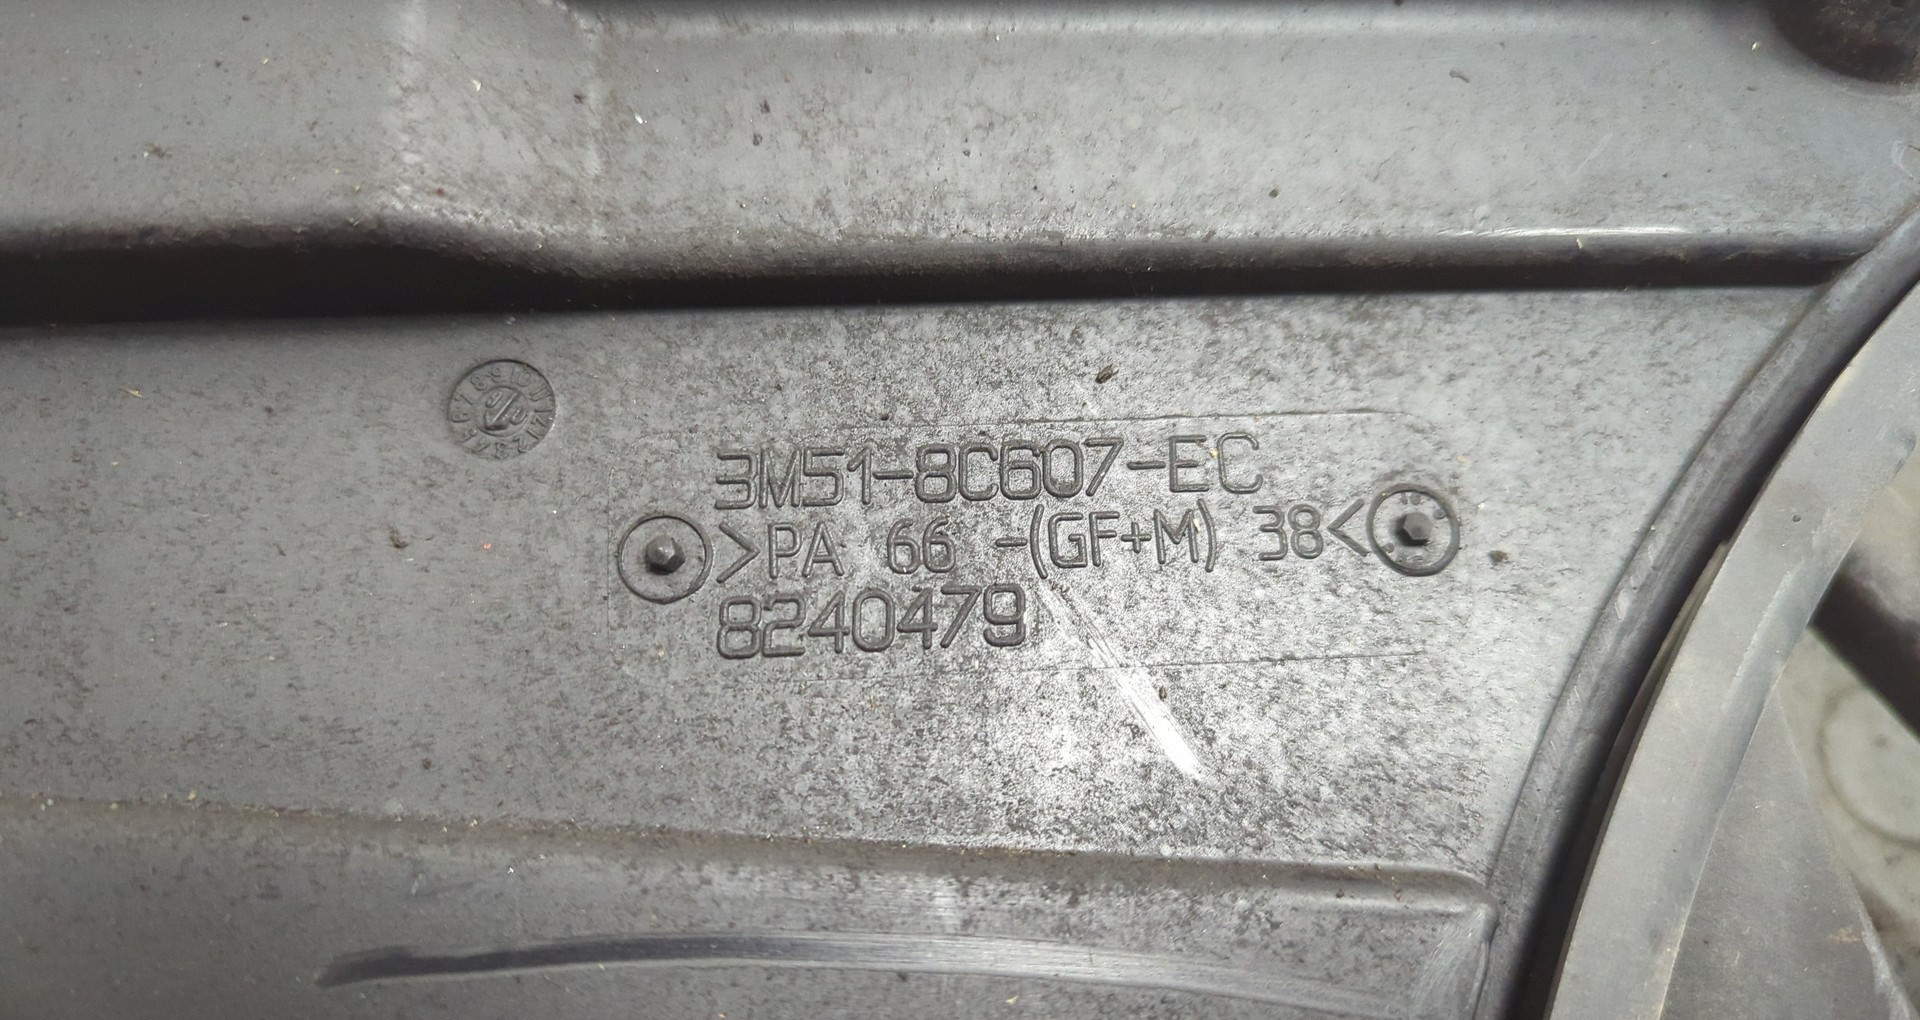 3M51-8C607-EC
>PA 66 -(GF+M) 38<
8240479